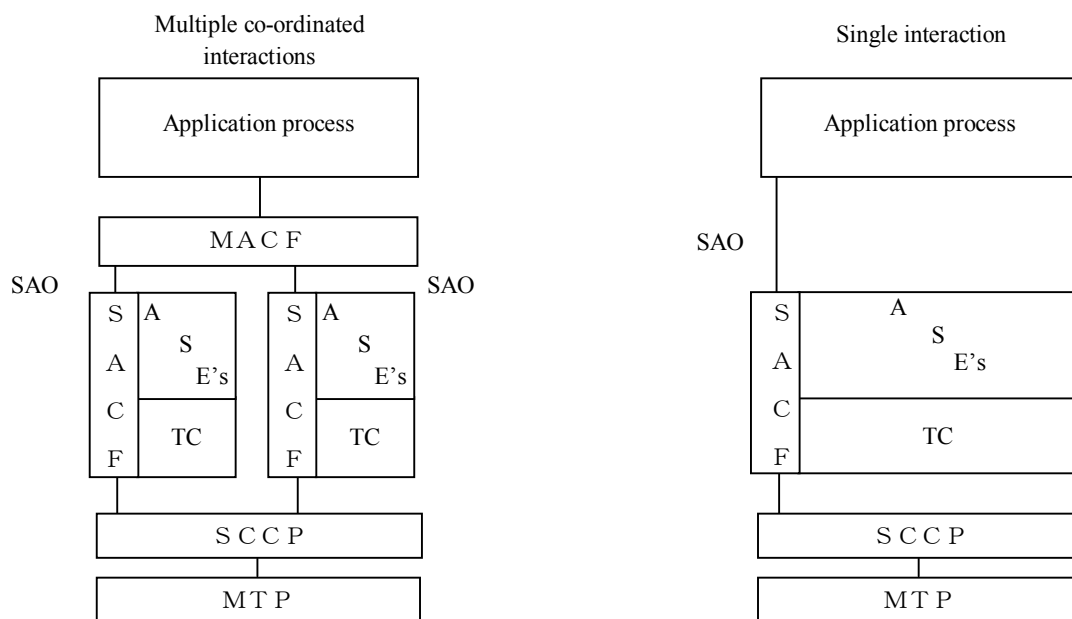 Multiple co-ordinated
interactions
Application process
MACF
SAO
SAO
S
A
C
F
A
S
E's
TC
S
A
C
F
A
S
E's
TC
SCCP
MTP
Single interaction
Application process
SAO
S
A
C
F
A
S
E's
TC
SCCP
MTP